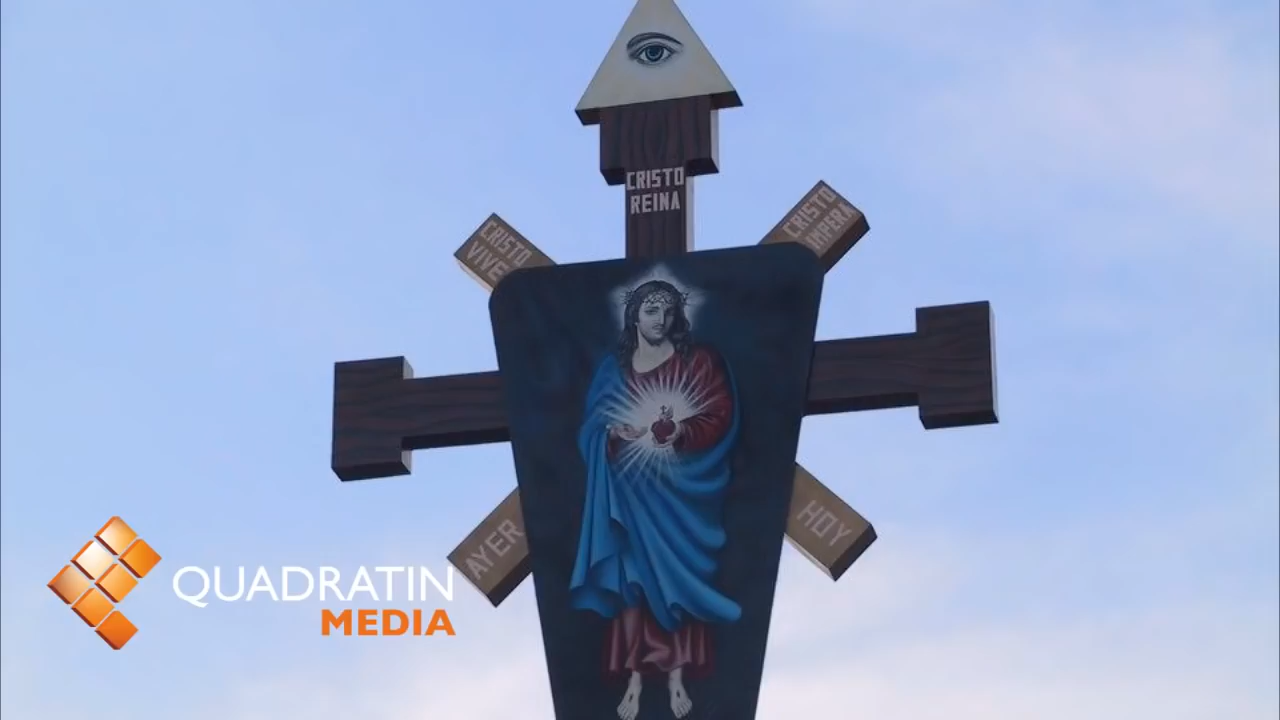 CRISTO
REINA
CRISTO
VIVE
CRISTO
IMPERA
AYER
HOY
QUADRATIN
MEDIA